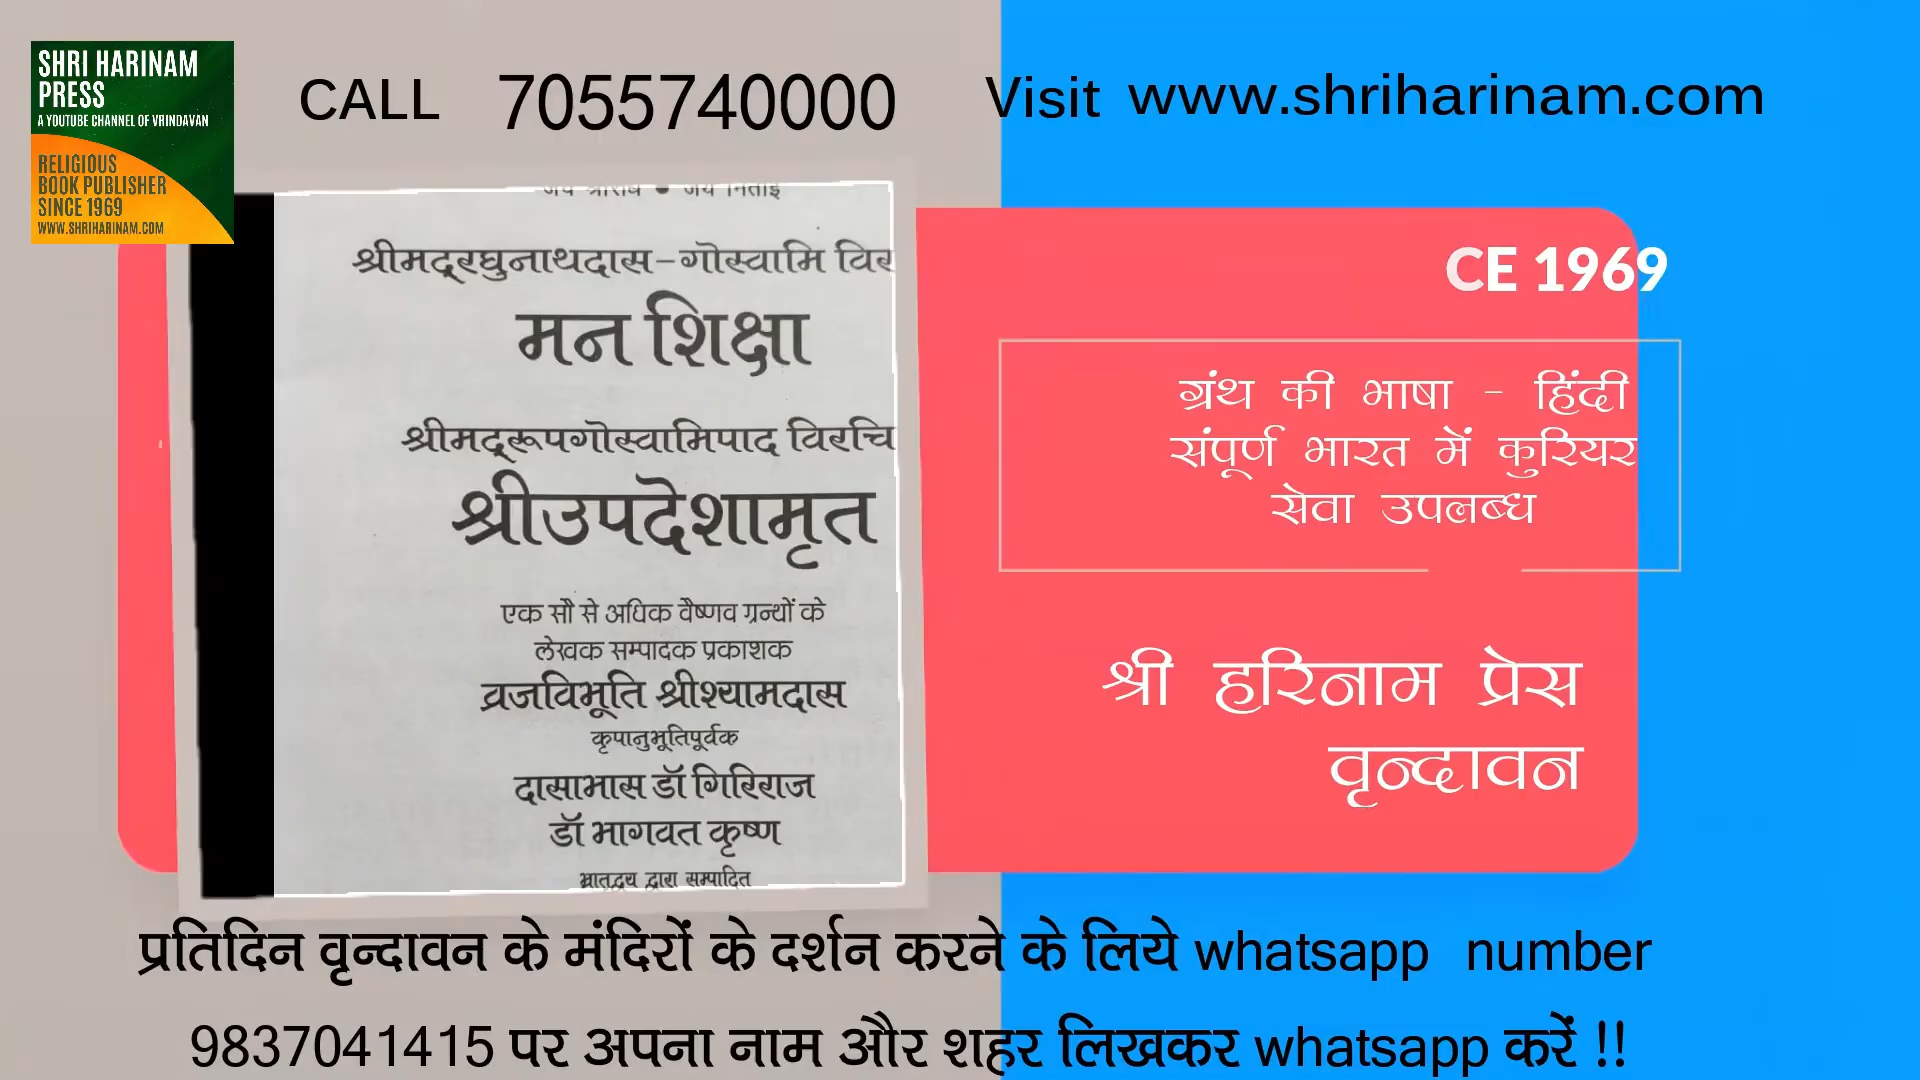 SHRI HARINAM
PRESS
A YOUTUBE CHANNEL OF VRINDAVAN
RELIGIOUS
BOOK PUBLISHER
SINCE 1969
WWW.SHRIHARINAM.COM
CALL 7055740000 Visit www.shriharinam.com
जय श्रीराधे • जय निताई
श्रीमद्रघुनाथदास-गोस्वामि
मन शिक्षा
श्रीमद्रूपगोस्वामिपाद विरचि
श्रीउपदेशामृत
एक सौ से अधिक वैष्णव ग्रन्थों के
लेखक सम्पादक प्रकाशक
व्रजविभूति श्रीश्यामदास
कृपानुभूतिपूर्वक
दासाभास डॉ गिरिराज
डॉ भागवत कृष्ण
भ्रातृद्वय द्वारा सम्पादित
CE 1969
ग्रंथ की भाषा - हिंदी
संपूर्ण भारत में कुरियर
सेवा उपलब्ध
श्री हरिनाम प्रेस
वृन्दावन
प्रतिदिन वृन्दावन के मंदिरों के दर्शन करने के लिये whatsapp number
9837041415 पर अपना नाम और शहर लिखकर whatsapp करें !!